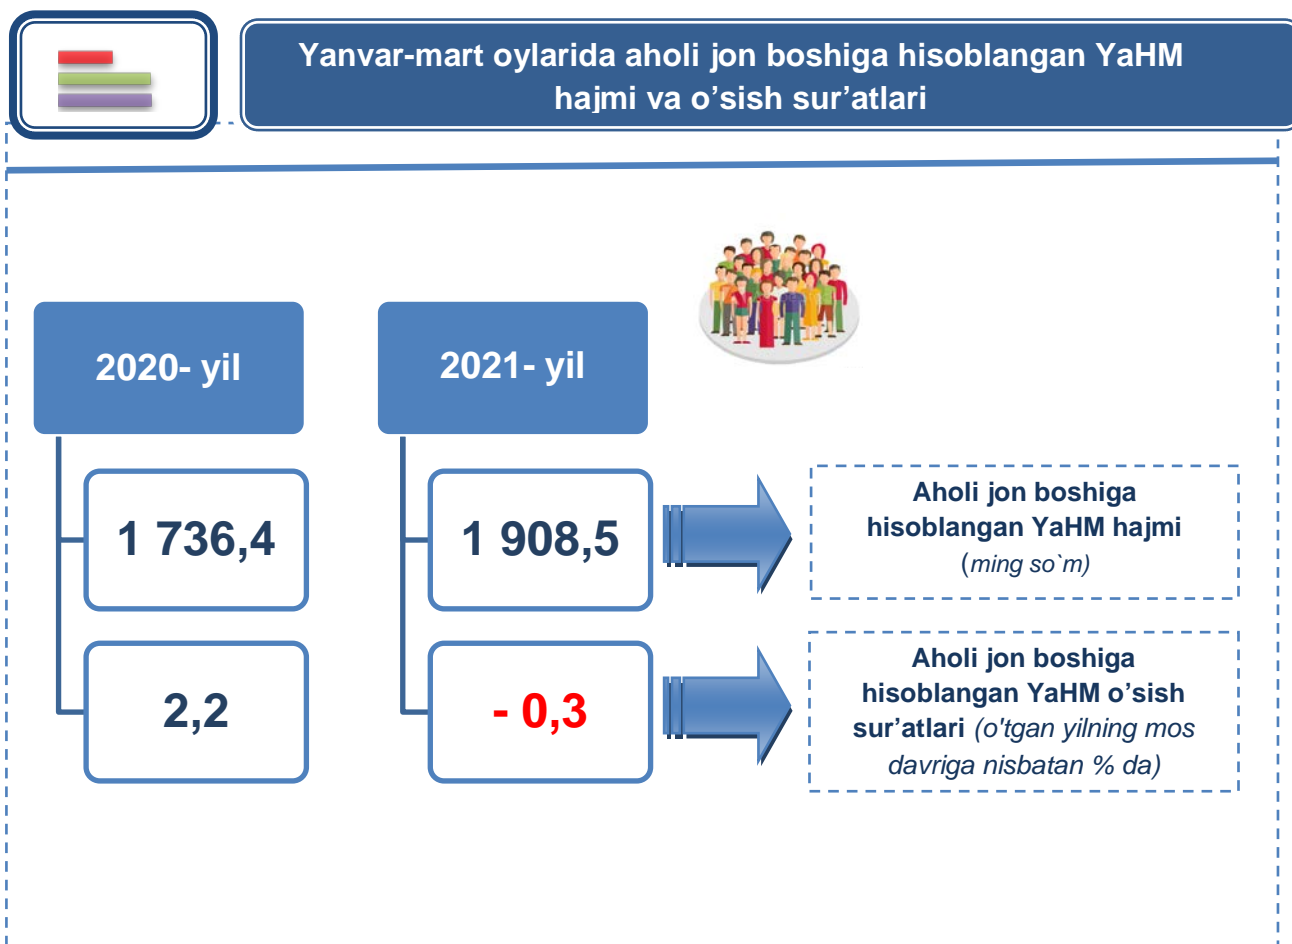 Yanvar-mart oylarida aholi jon boshiga hisoblangan YaHM
hajmi va o’sish sur’atlari
2020- yil
2021- yil
1 736,4
1 908,5
Aholi jon boshiga
hisoblangan YaHM hajmi
(ming so`m)
2,2
- 0,3
Aholi jon boshiga
hisoblangan YaHM o’sish
sur’atlari (o'tgan yilning mos
davriga nisbatan % da)